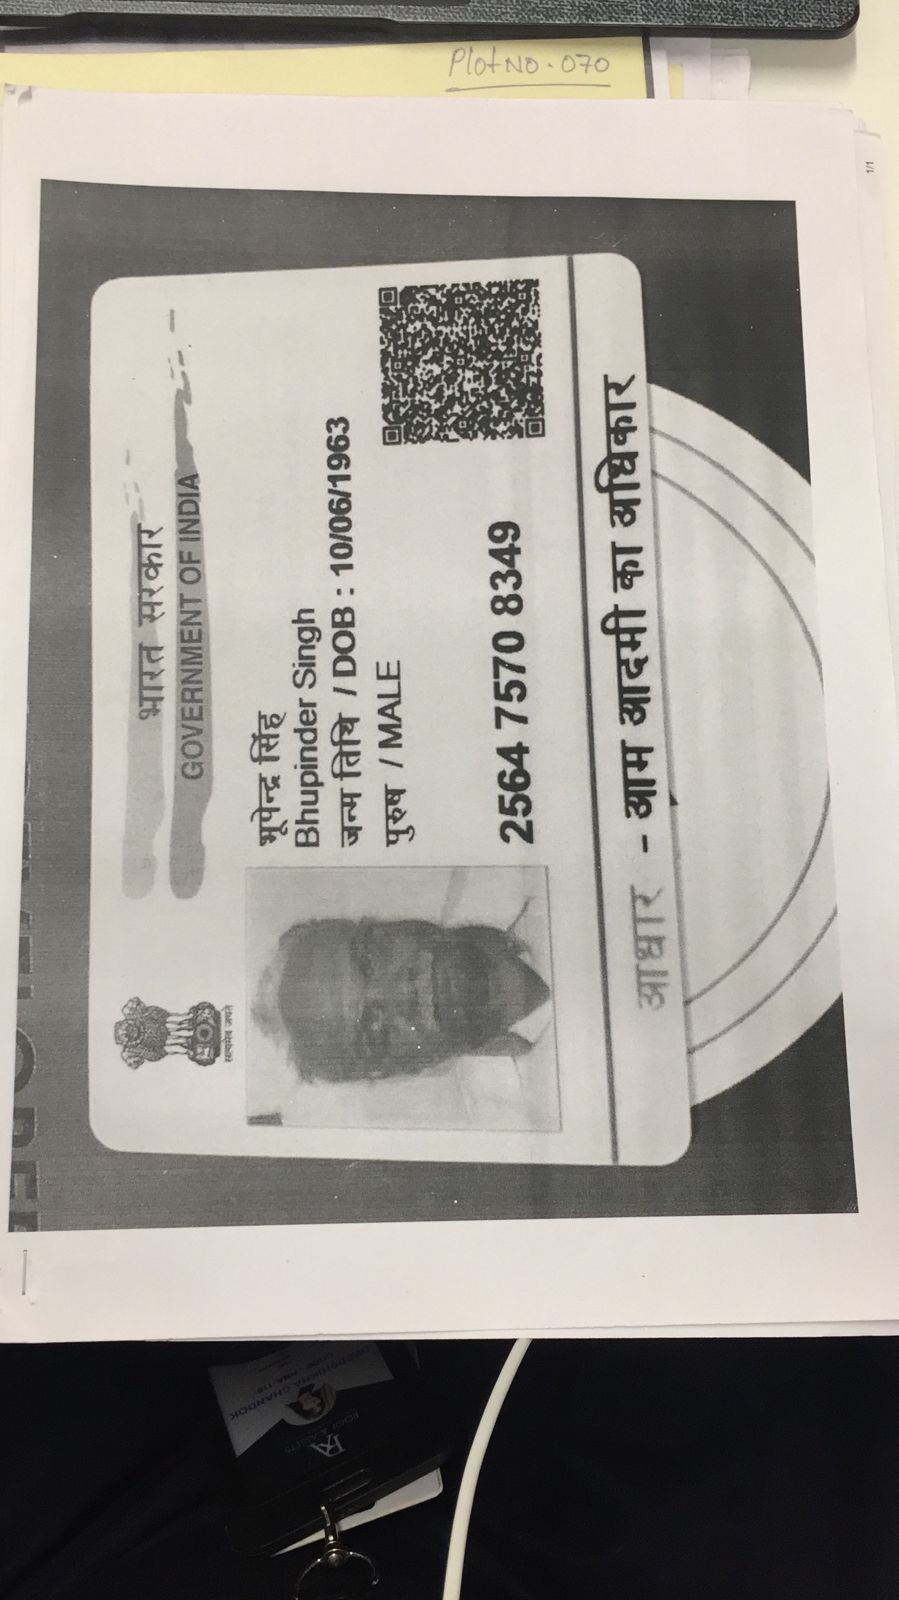 Plot No. 070
1/1
भारत सरकार
GOVERNMENT OF INDIA
सत्यमेव जयते
भूपेन्द्र सिंह
Bhupinder Singh
जन्म तिथि / DOB : 10/06/1963
पुरुष / MALE
2564 7570 8349
आधार - आम आदमी का अधिकार
CHANDOK